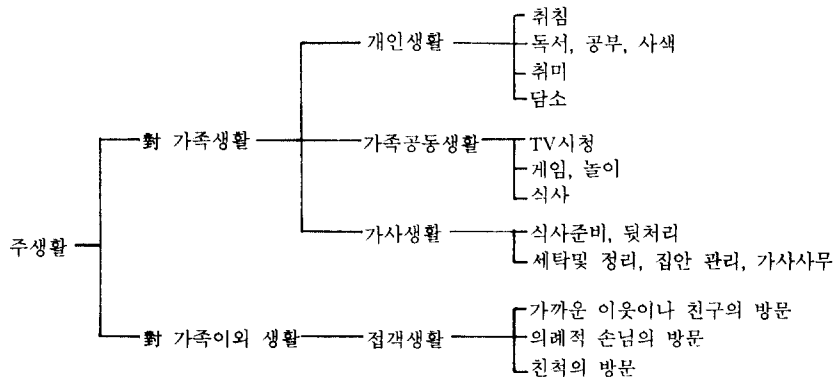 취침
개인생활
독서, 공부, 사색
취미
담소
對 가족생활
가족공동생활
TV시청
게임, 놀이
식사
주생활
가사생활
식사준비, 뒷처리
세탁및 정리, 집안 관리, 가사사무
對 가족이외 생활
접객생활
가까운 이웃이나 친구의 방문
의례적 손님의 방문
친척의 방문